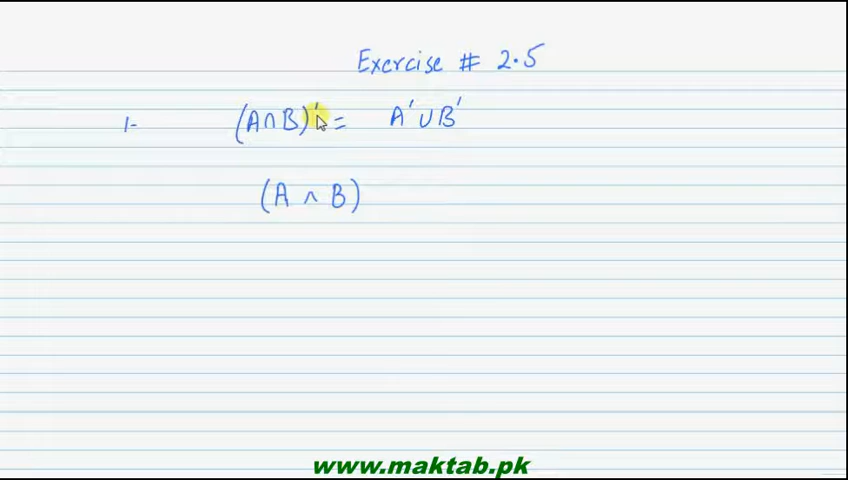 Exercise # 2.5
1- (A∩B)' = A' ∪ B'
(A ∧ B)
www.maktab.pk